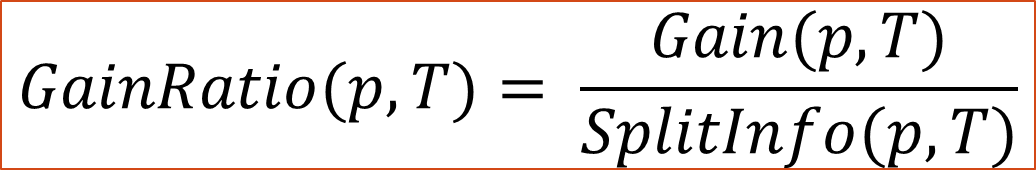 GainRatio(p,T) = Gain(p,T)
SplitInfo(p,T)